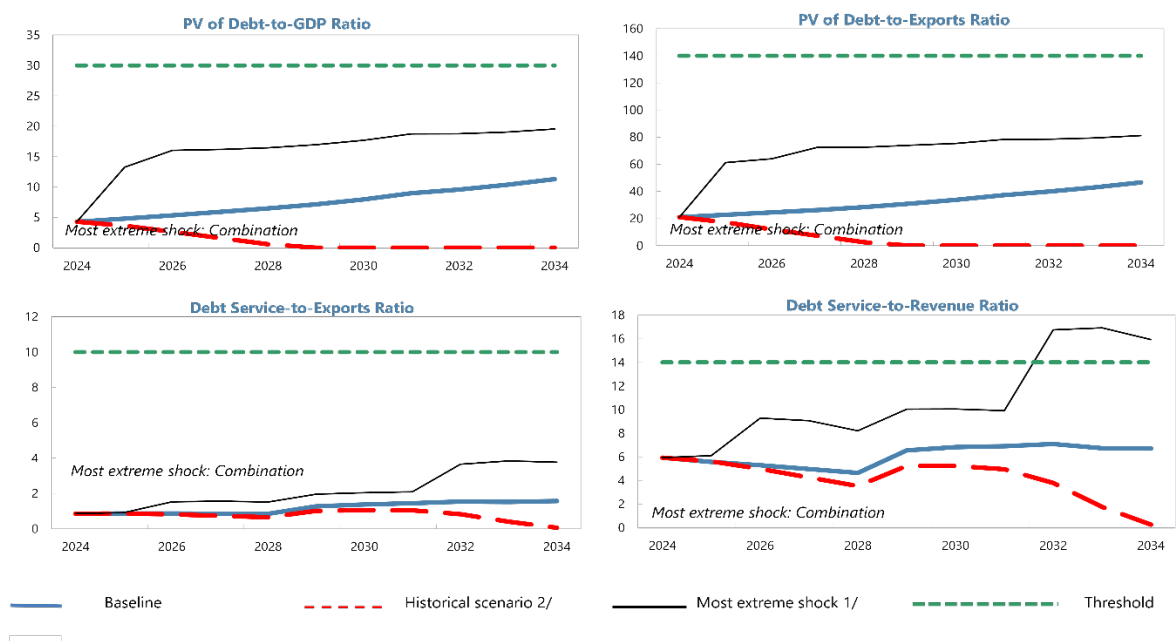 PV of Debt-to-GDP Ratio
35
30
25
20
15
10
5
0
Most extreme shock: Combination
2024 2026 2028 2030 2032 2034
PV of Debt-to-Exports Ratio
160
140
120
100
80
60
40
20
0
Most extreme shock: Combination
2024 2026 2028 2030 2032 2034
Debt Service-to-Exports Ratio
12
10
8
6
4
2
0
Most extreme shock: Combination
2024 2026 2028 2030 2032 2034
Debt Service-to-Revenue Ratio
18
16
14
12
10
8
6
4
2
0
Most extreme shock: Combination
2024 2026 2028 2030 2032 2034
Baseline Historical scenario 2/ Most extreme shock 1/ Threshold